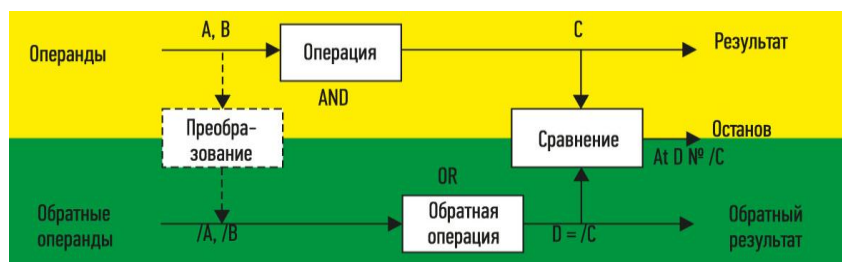 A, B
C
Операнды
Операция
Результат
AND
Преобра-
зование
Сравнение
Останов
At D № /C
OR
Обратные
операнды
/A, /B
Обратная
операция
D = /C
Обратный
результат